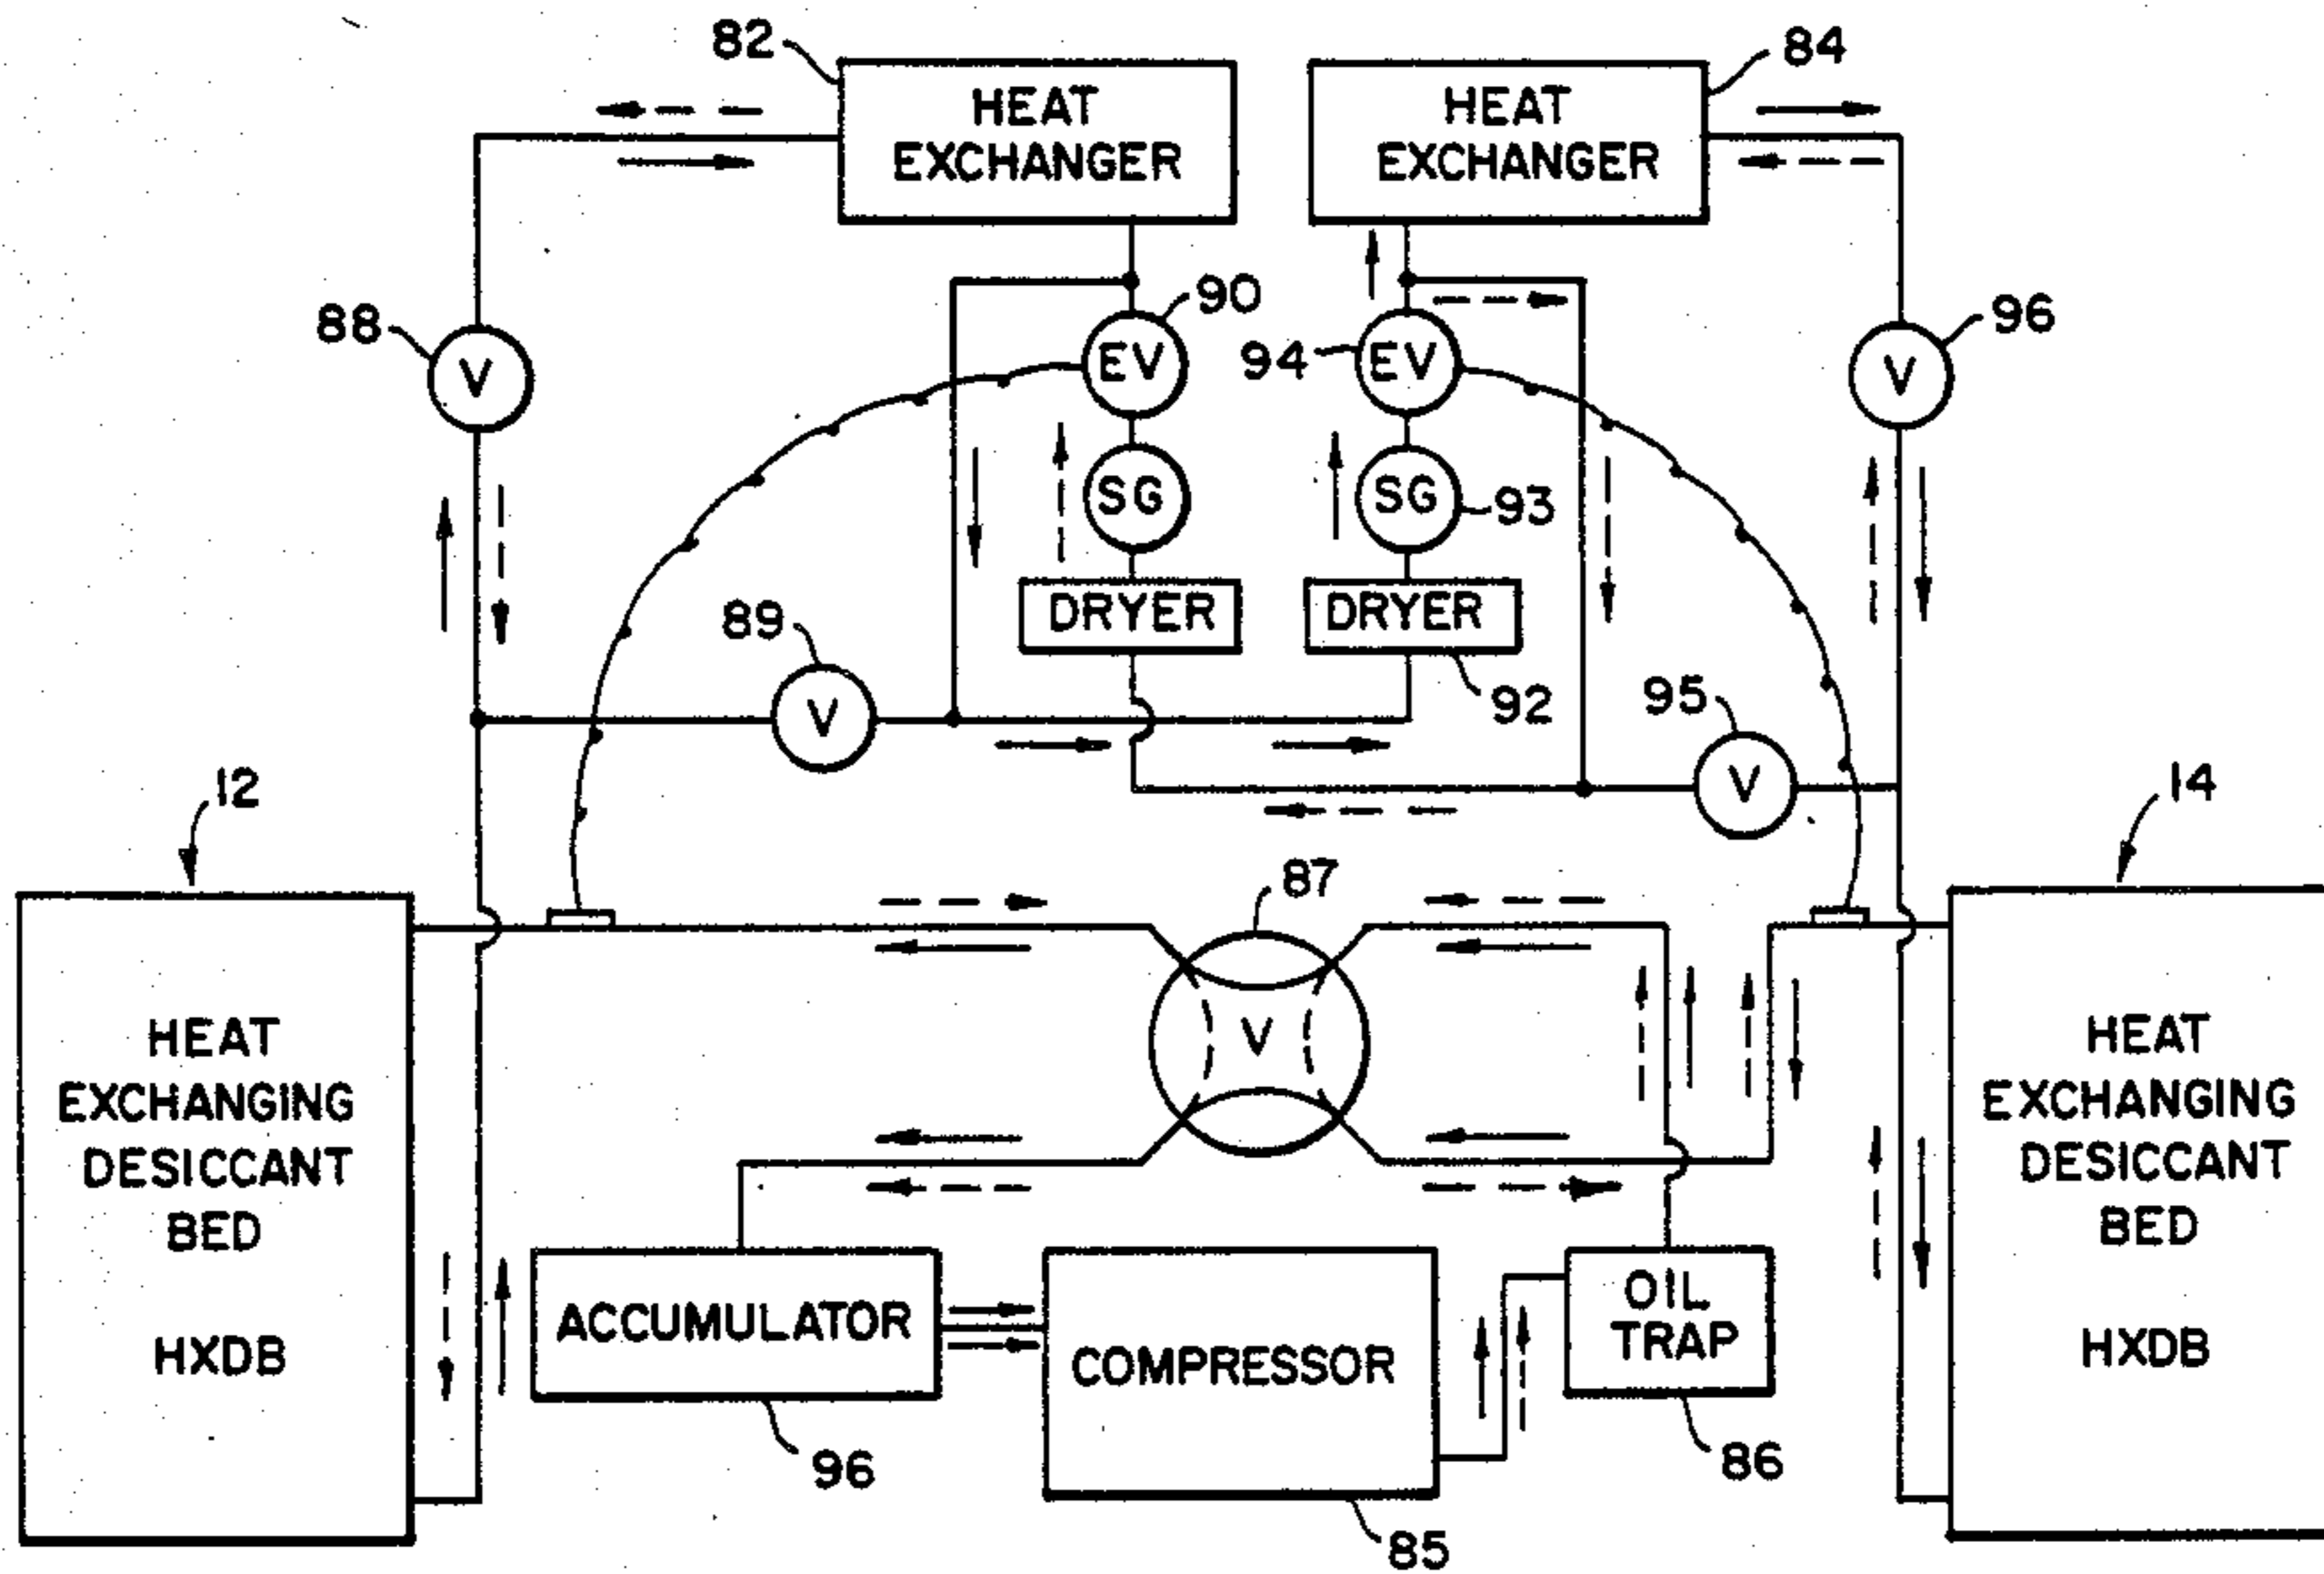 82
HEAT
EXCHANGER
HEAT
EXCHANGER
84
88
V
90
EV
94
EV
96
V
SG
SG
93
DRYER
DRYER
92
89
V
95
V
12
14
87
V
HEAT
EXCHANGING
DESICCANT
BED
HXDB
HEAT
EXCHANGING
DESICCANT
BED
HXDB
ACCUMULATOR
96
COMPRESSOR
85
OIL
TRAP
86